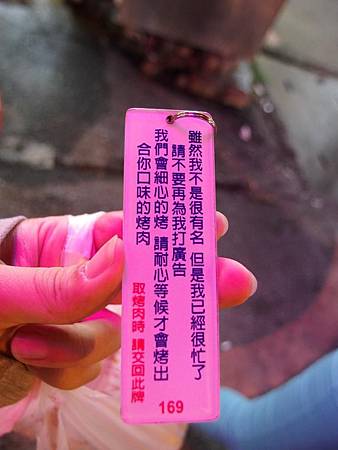 雖然我不是很有名 但是我已經很忙了
請不要再為我打廣告
我們會細心的烤 請耐心等候才會烤出
合你口味的烤肉
取烤肉時 請交回此牌
169